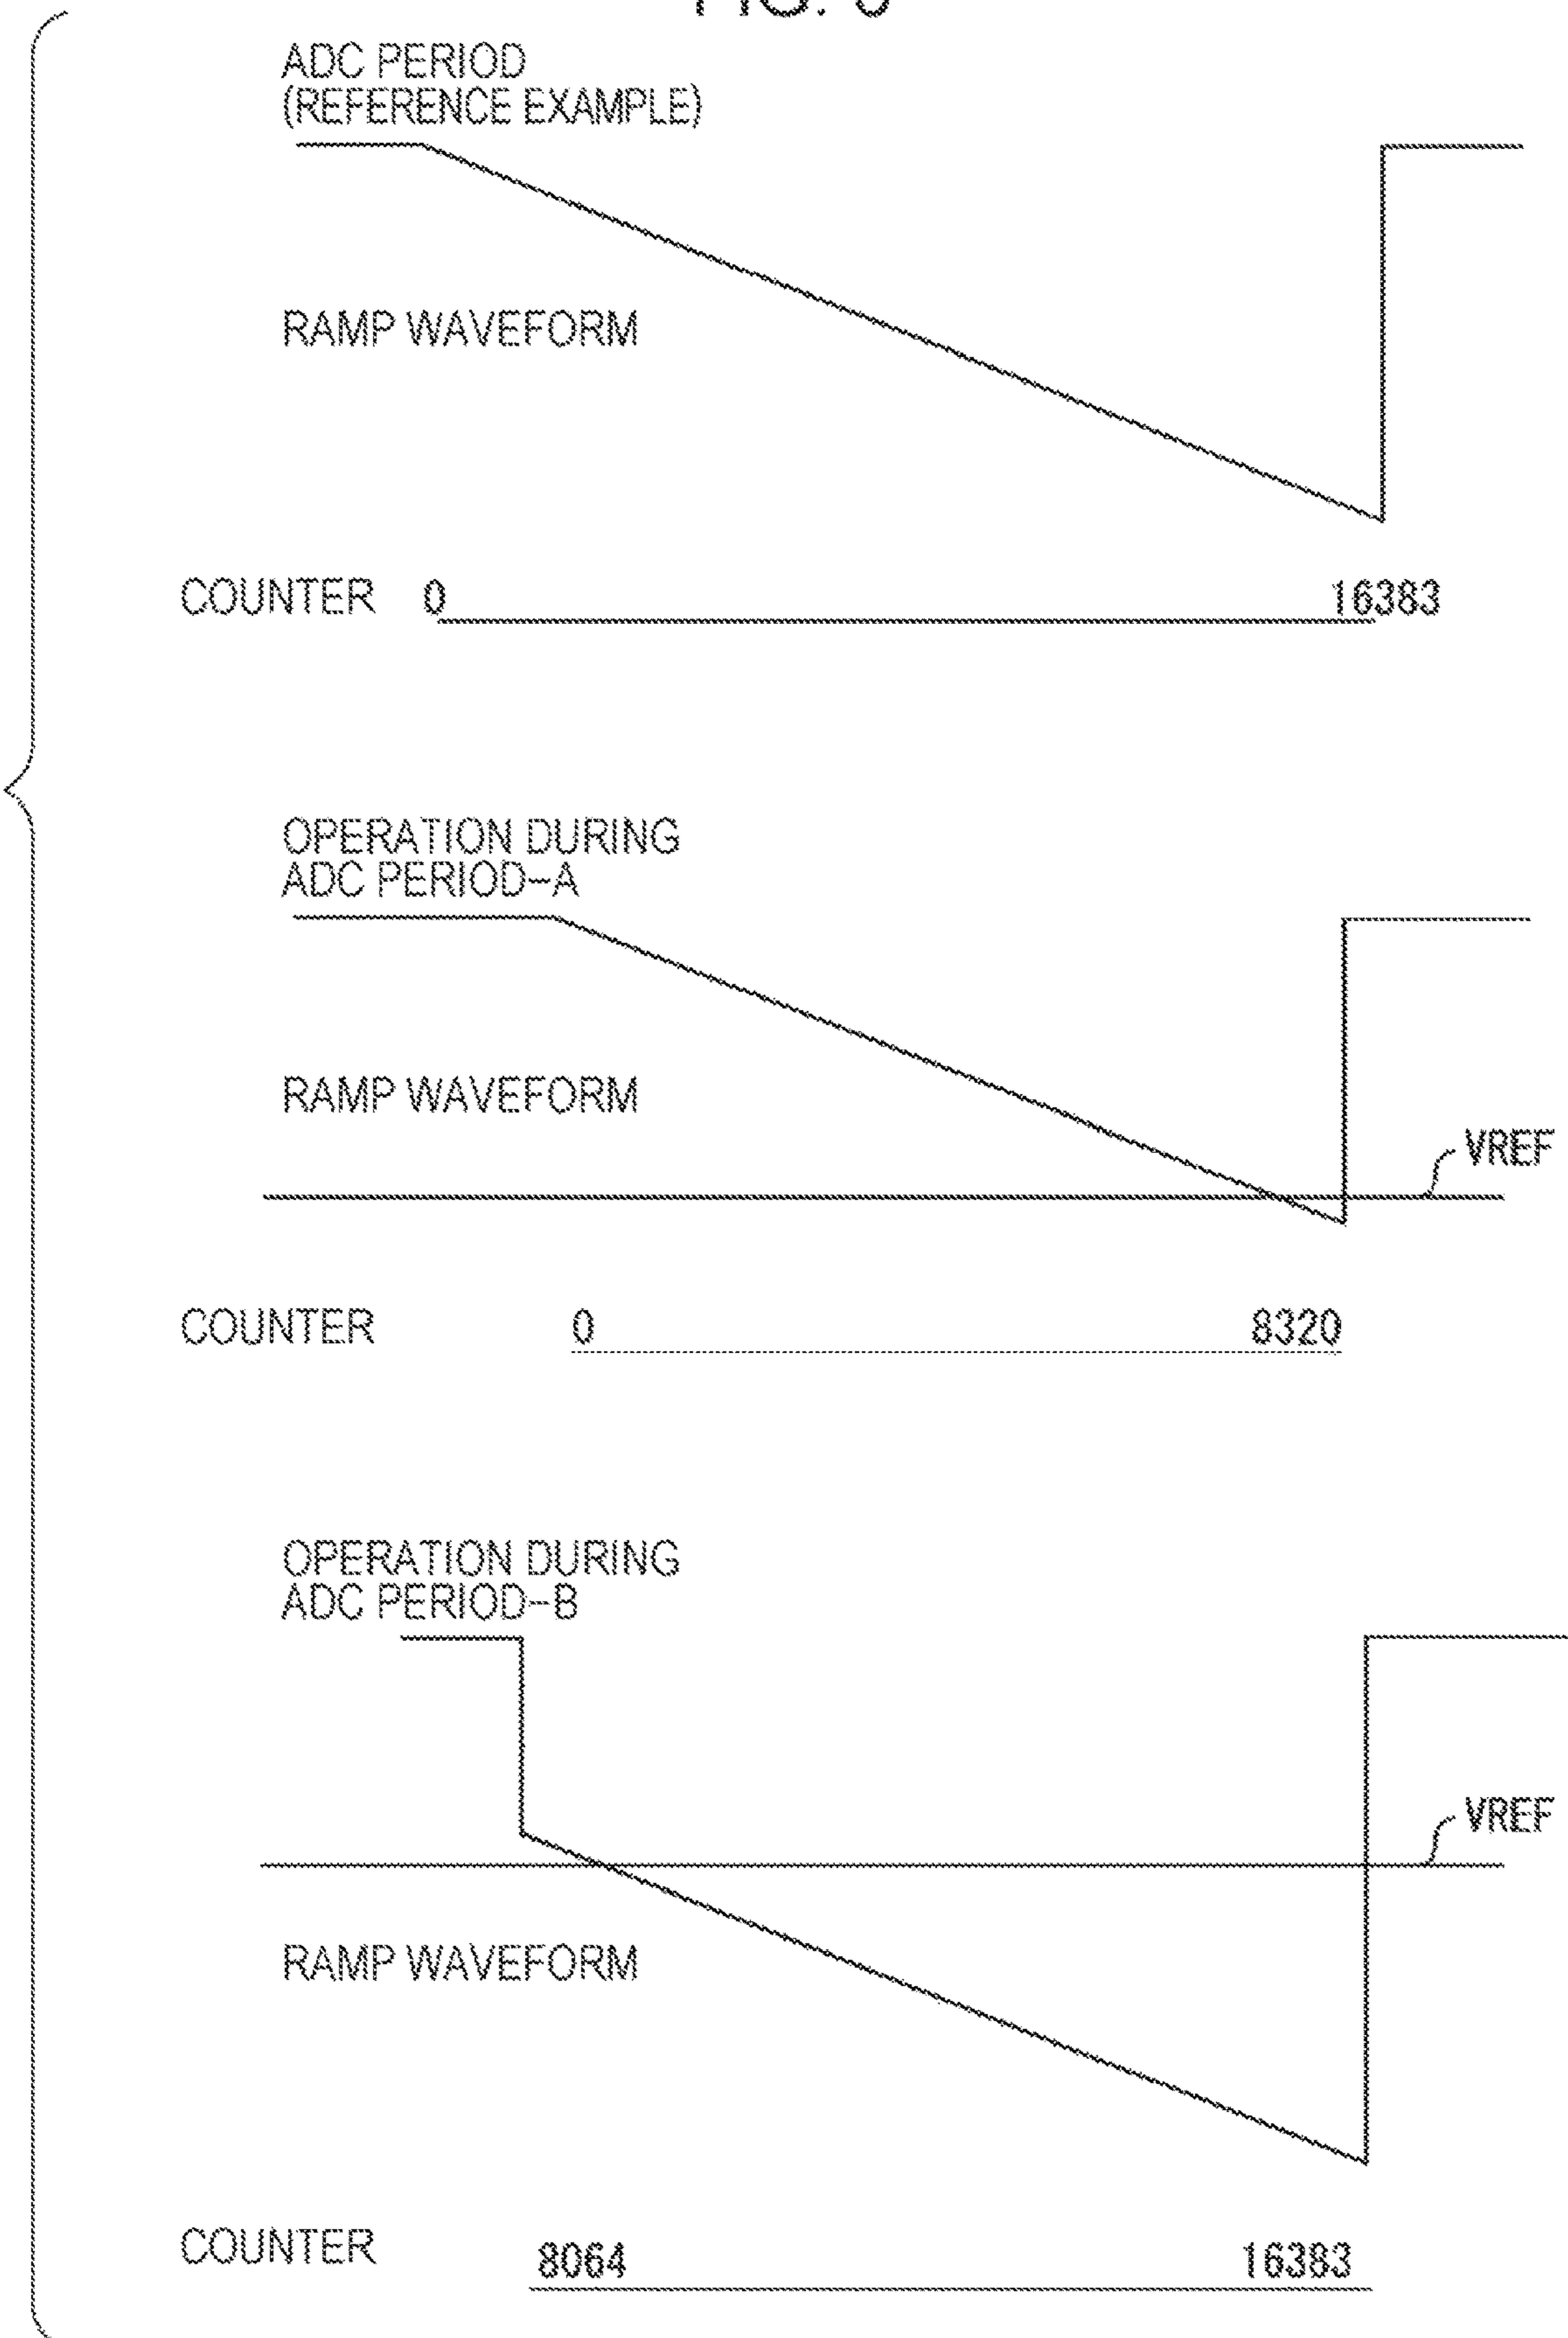 ADC PERIOD
(REFERENCE EXAMPLE)
RAMP WAVEFORM
COUNTER 0 16383
OPERATION DURING
ADC PERIOD-A
RAMP WAVEFORM
VREF
COUNTER 0 8320
OPERATION DURING
ADC PERIOD-B
VREF
RAMP WAVEFORM
COUNTER 8064 16383